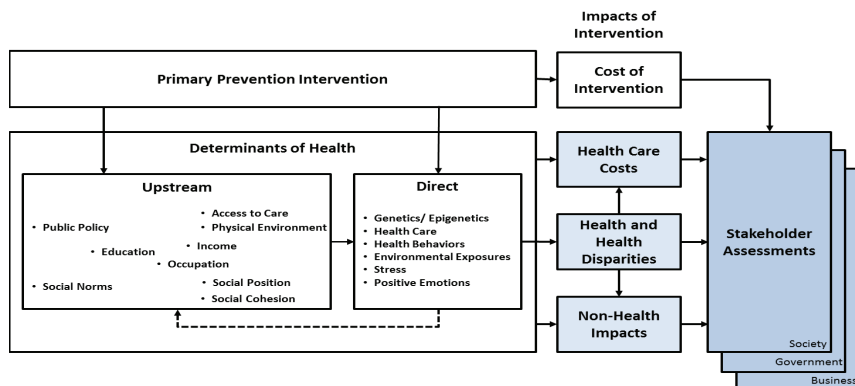 Impacts of
Intervention
Primary Prevention Intervention
Cost of
Intervention
Determinants of Health
Upstream
• Access to Care
• Public Policy
• Physical Environment
• Education
• Income
• Occupation
• Social Norms
• Social Position
• Social Cohesion
Direct
• Genetics/ Epigenetics
• Health Care
• Health Behaviors
• Environmental Exposures
• Stress
• Positive Emotions
Health Care
Costs
Health and
Health
Disparities
Non-Health
Impacts
Stakeholder
Assessments
Society
Government
Business